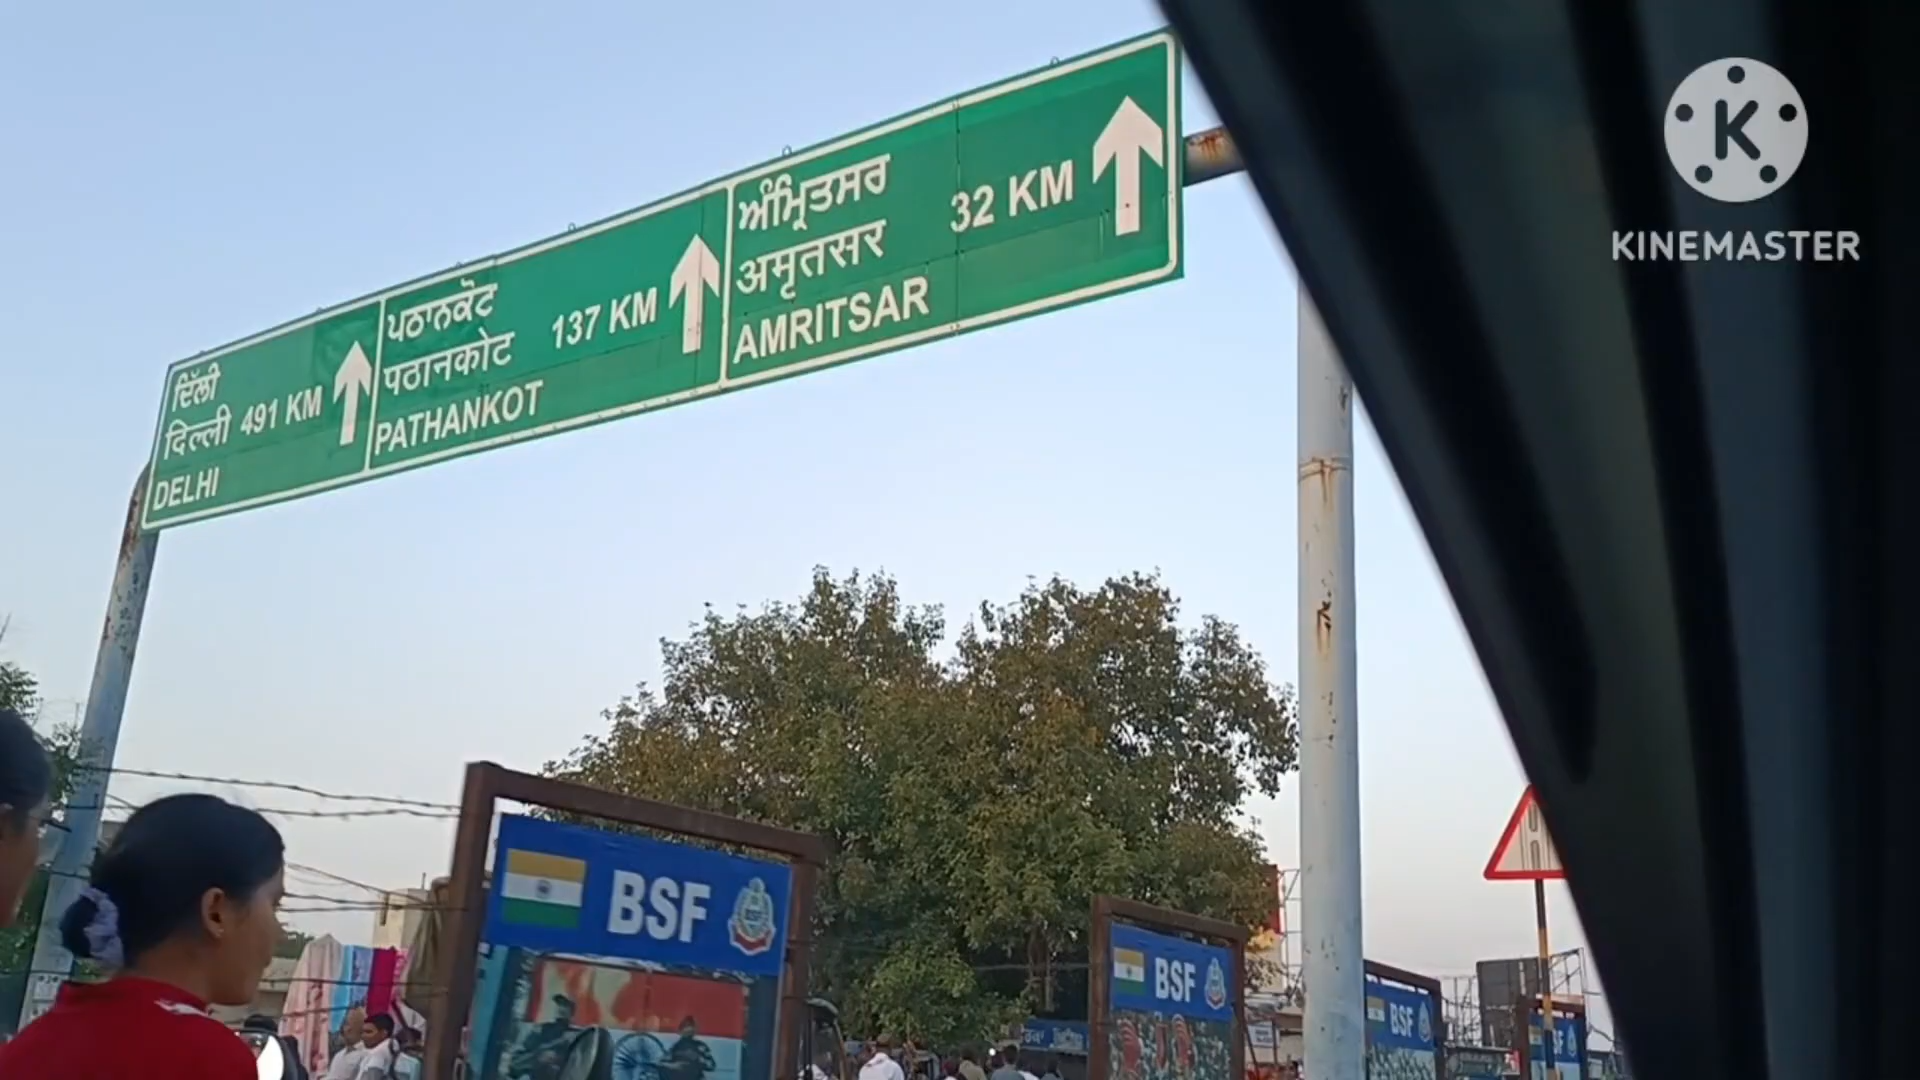 ਦਿੱਲੀ
दिल्ली 491 KM
DELHI
ਪਠਾਨਕੋਟ
पठानकोट 137 KM
PATHANKOT
ਅੰਮ੍ਰਿਤਸਰ
अमृतसर 32 KM
AMRITSAR
K
KINEMASTER
BSF
BSF
BSF
BSF